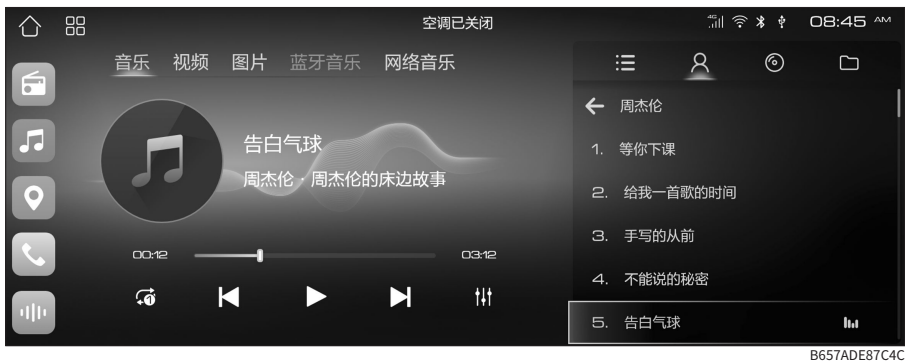 空调已关闭
4G
08:45 AM
音乐 视频 图片 蓝牙音乐 网络音乐
告白气球
周杰伦 · 周杰伦的床边故事
00:12
03:12
1
周杰伦
1. 等你下课
2. 给我一首歌的时间
3. 手写的从前
4. 不能说的秘密
5. 告白气球
B657ADE87C4C